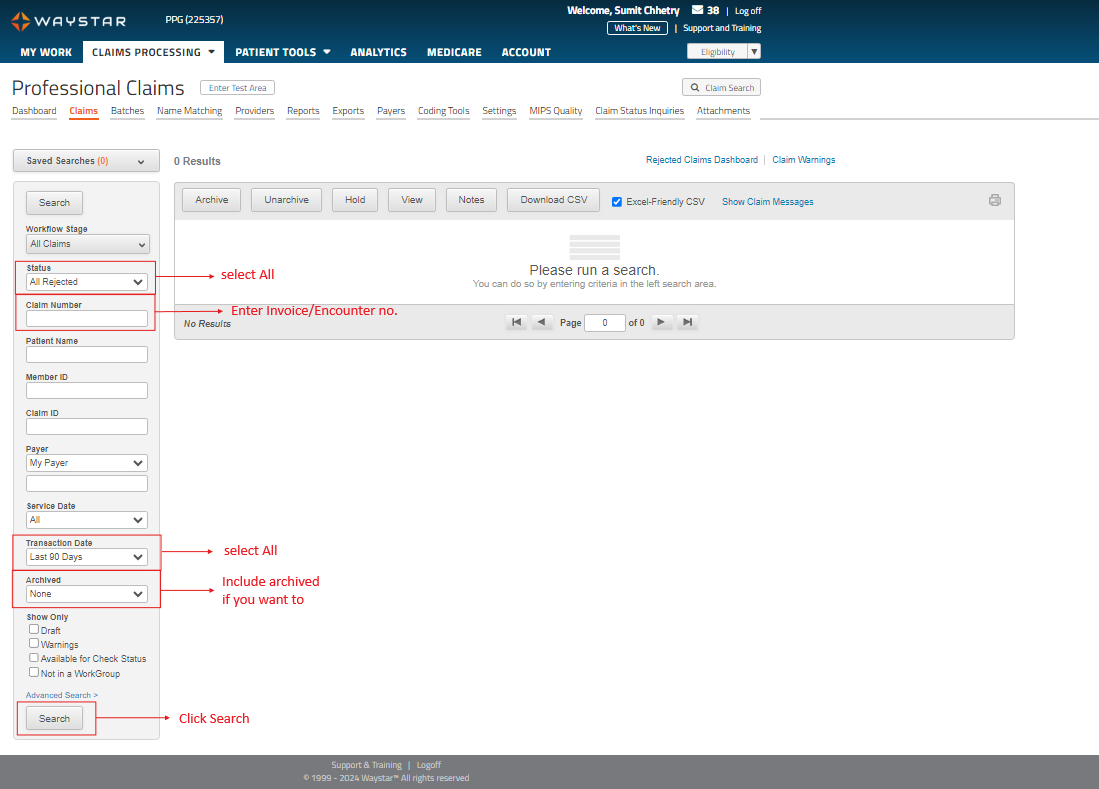 WAYSTAR
PPG (225357)
Welcome, Sumit Chhetry 38 | Log off
What's New | Support and Training
MY WORK CLAIMS PROCESSING PATIENT TOOLS ANALYTICS MEDICARE ACCOUNT
Eligibility
Professional Claims
Enter Test Area
Claim Search
Dashboard Claims Batches Name Matching Providers Reports Exports Payers Coding Tools Settings MIPS Quality Claim Status Inquiries Attachments
Saved Searches (0)
0 Results
Rejected Claims Dashboard | Claim Warnings
Search
Archive Unarchive Hold View Notes Download CSV Excel-Friendly CSV Show Claim Messages
Workflow Stage
All Claims
Please run a search.
You can do so by entering criteria in the left search area.
Status
All Rejected
select All
Claim Number
Enter Invoice/Encounter no.
No Results
Page 0 of 0
Patient Name
Member ID
Claim ID
Payer
My Payer
Service Date
All
Transaction Date
Last 90 Days
select All
Archived
None
Include archived
if you want to
Show Only
Draft
Warnings
Available for Check Status
Not in a WorkGroup
Advanced Search >
Search
Click Search
Support & Training | Logoff
© 1999 - 2024 Waystar™ All rights reserved